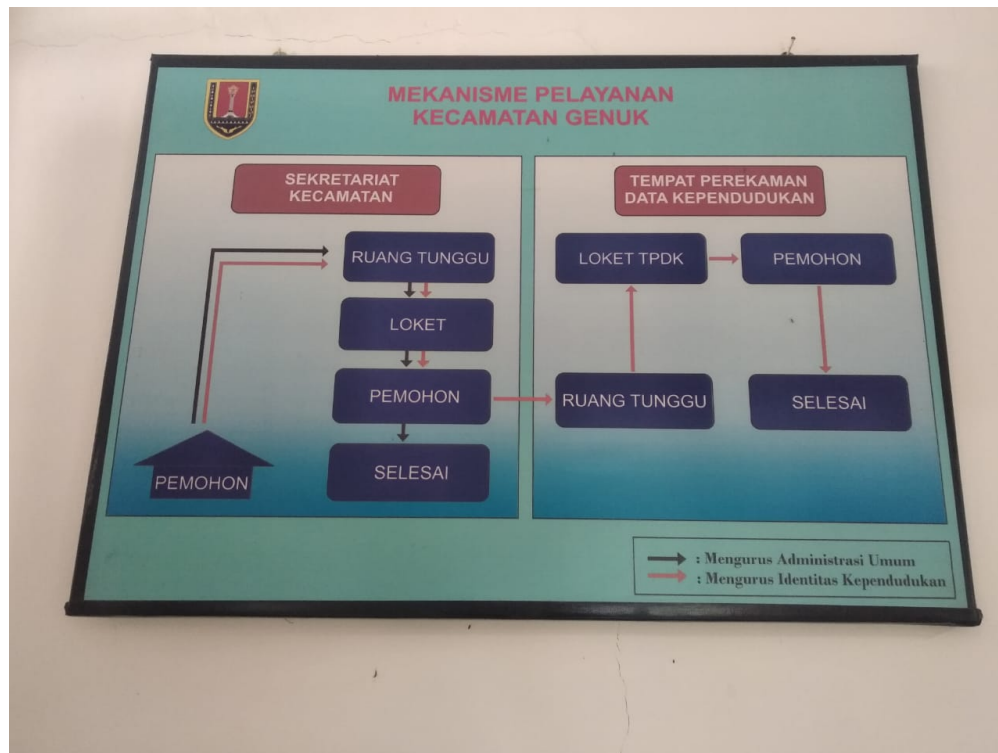 MEKANISME PELAYANAN
KECAMATAN GENUK
SEKRETARIAT
KECAMATAN
RUANG TUNGGU
LOKET
PEMOHON
SELESAI
PEMOHON
TEMPAT PEREKAMAN
DATA KEPENDUDUKAN
LOKET TPDK
PEMOHON
RUANG TUNGGU
SELESAI
: Mengurus Administrasi Umum
: Mengurus Identitas Kependudukan